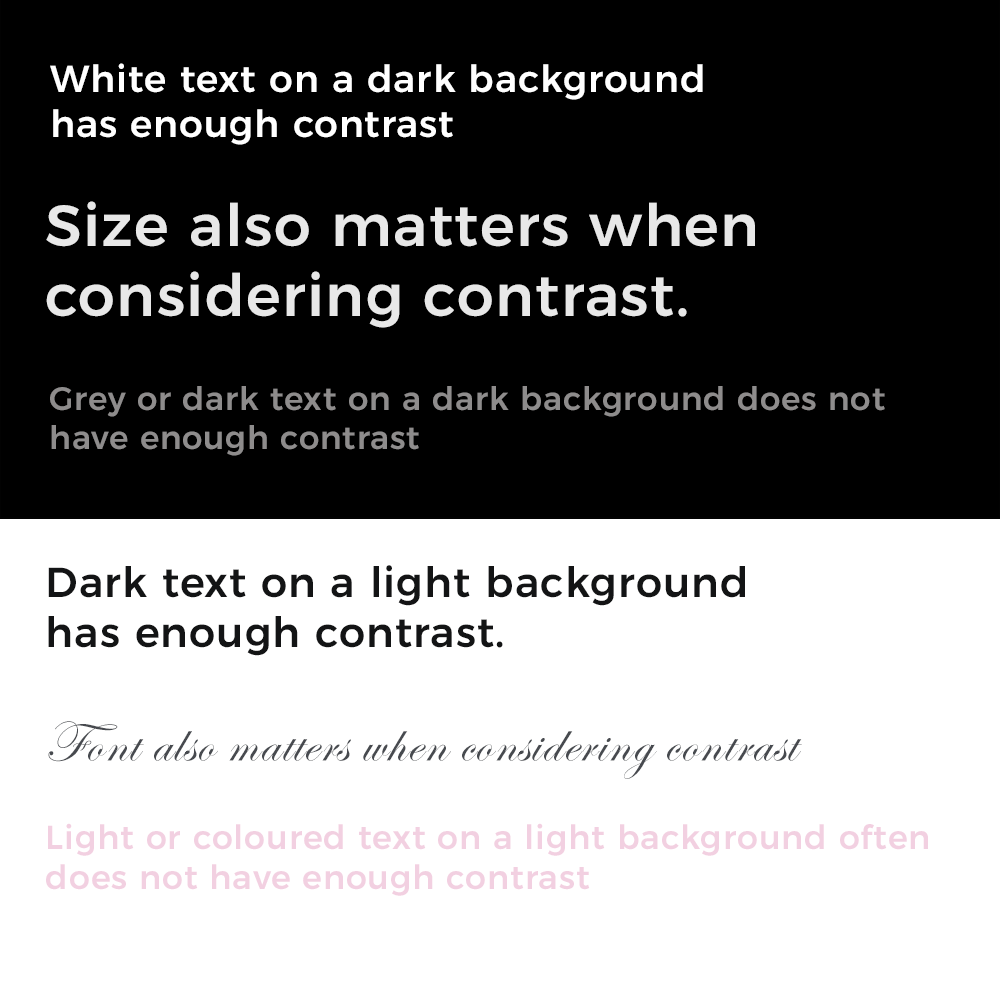 White text on a dark background
has enough contrast
Size also matters when
considering contrast.
Grey or dark text on a dark background does not
have enough contrast
Dark text on a light background
has enough contrast.
Font also matters when considering contrast
Light or coloured text on a light background often
does not have enough contrast